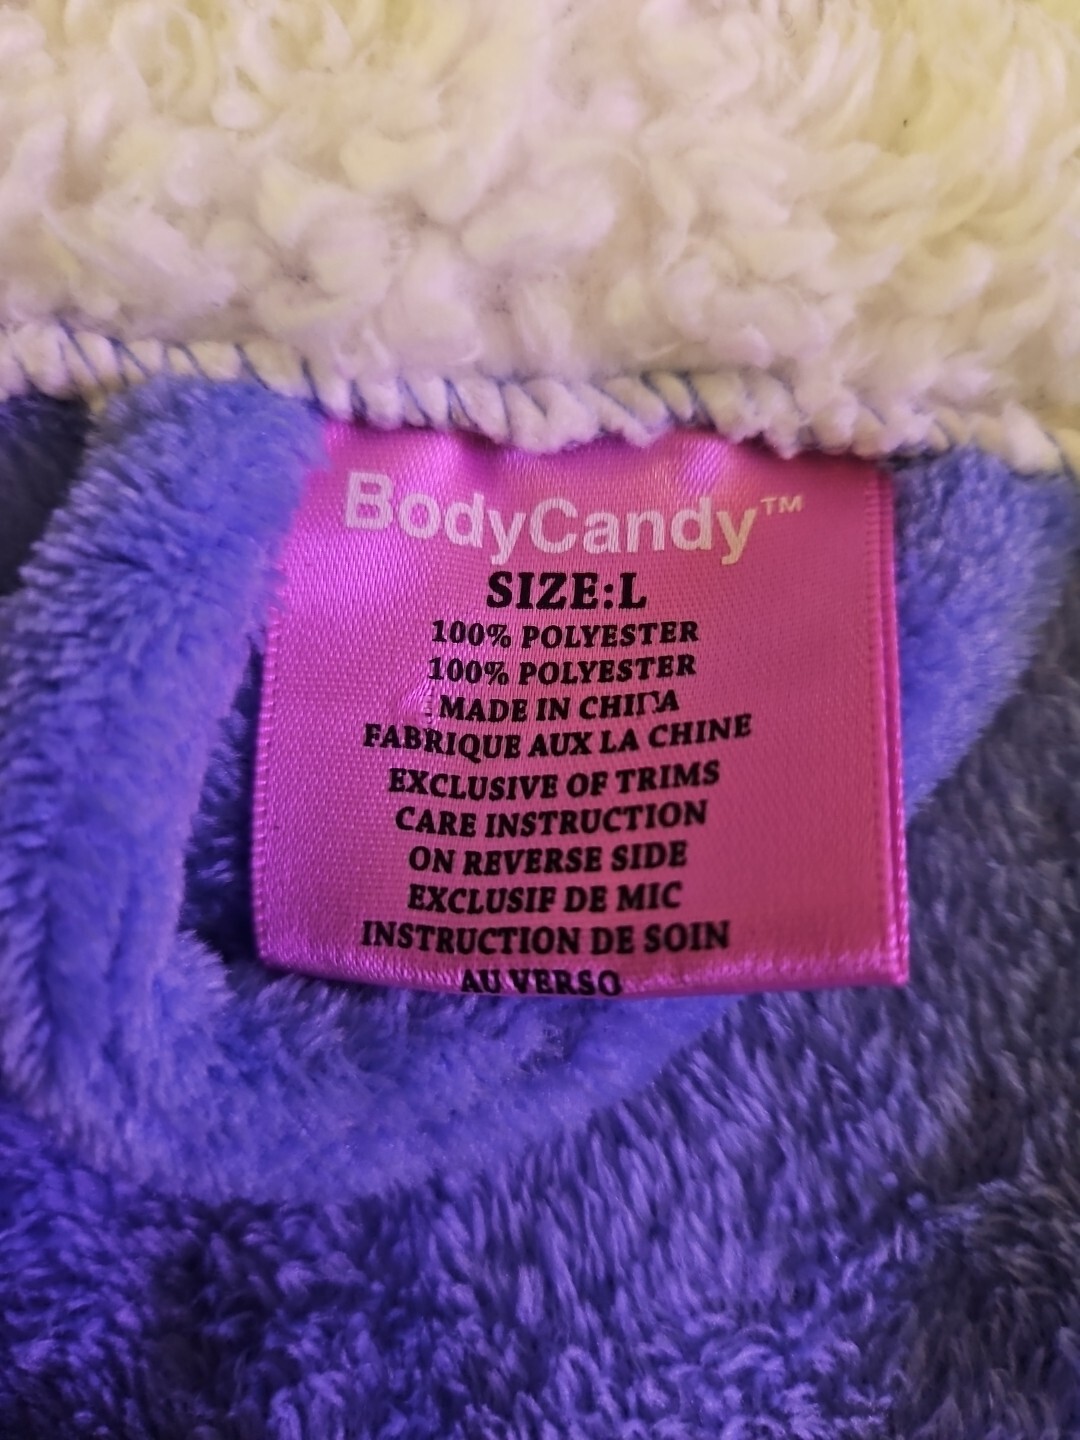 BodyCandy™
SIZE:L
100% POLYESTER
100% POLYESTER
MADE IN CHINA
FABRIQUE AUX LA CHINE
EXCLUSIVE OF TRIMS
CARE INSTRUCTION
ON REVERSE SIDE
EXCLUSIF DE MIC
INSTRUCTION DE SOIN
AU VERSO